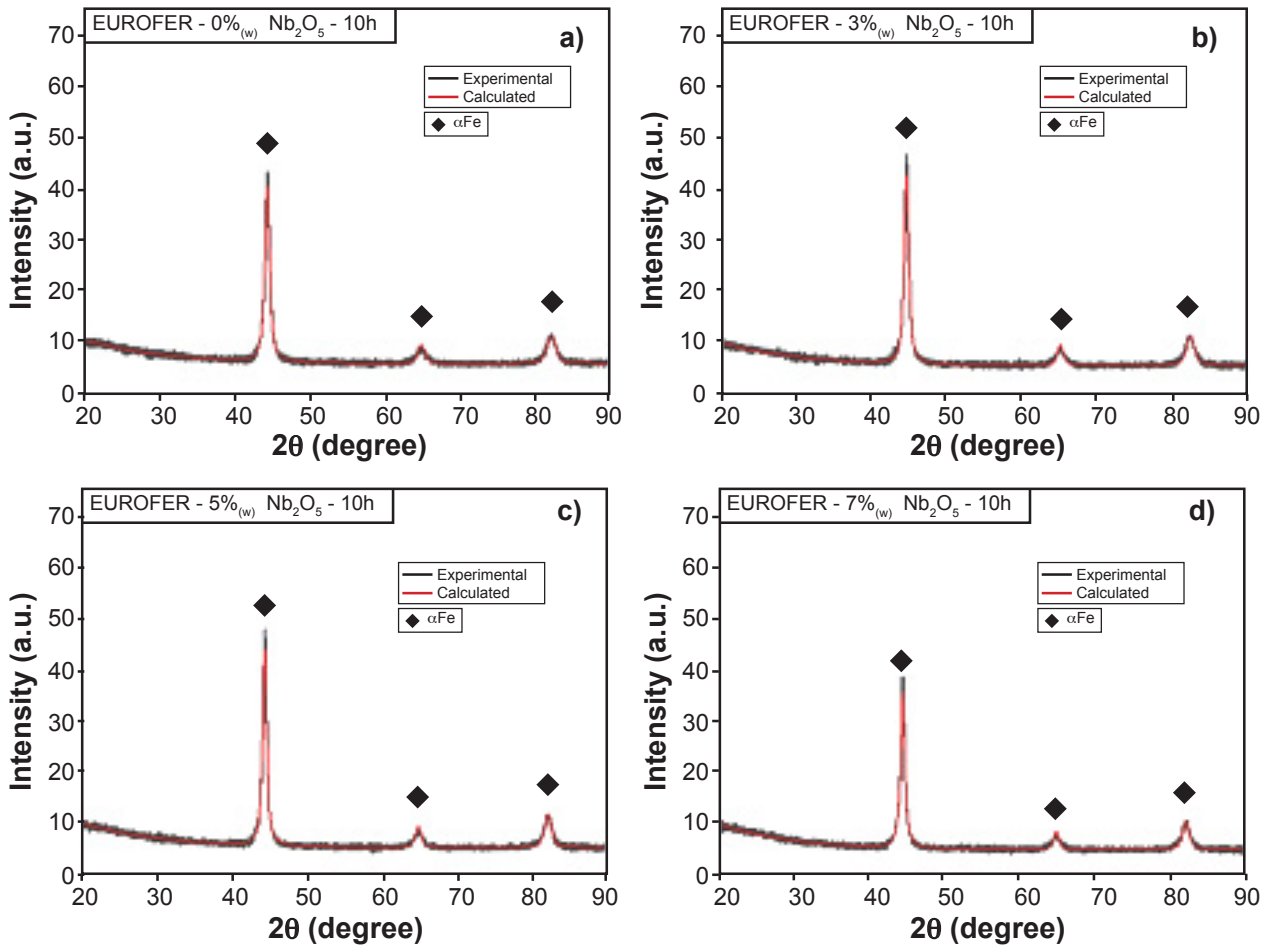 EUROFER - 0%(w) Nb2O5 - 10h
a)
Experimental
Calculated
αFe
Intensity (a.u.)
70
60
50
40
30
20
10
0
20 30 40 50 60 70 80 90
2θ (degree)
EUROFER - 3%(w) Nb2O5 - 10h
b)
Experimental
Calculated
αFe
Intensity (a.u.)
70
60
50
40
30
20
10
0
20 30 40 50 60 70 80 90
2θ (degree)
EUROFER - 5%(w) Nb2O5 - 10h
c)
Experimental
Calculated
αFe
Intensity (a.u.)
70
60
50
40
30
20
10
0
20 30 40 50 60 70 80 90
2θ (degree)
EUROFER - 7%(w) Nb2O5 - 10h
d)
Experimental
Calculated
αFe
Intensity (a.u.)
70
60
50
40
30
20
10
0
20 30 40 50 60 70 80 90
2θ (degree)